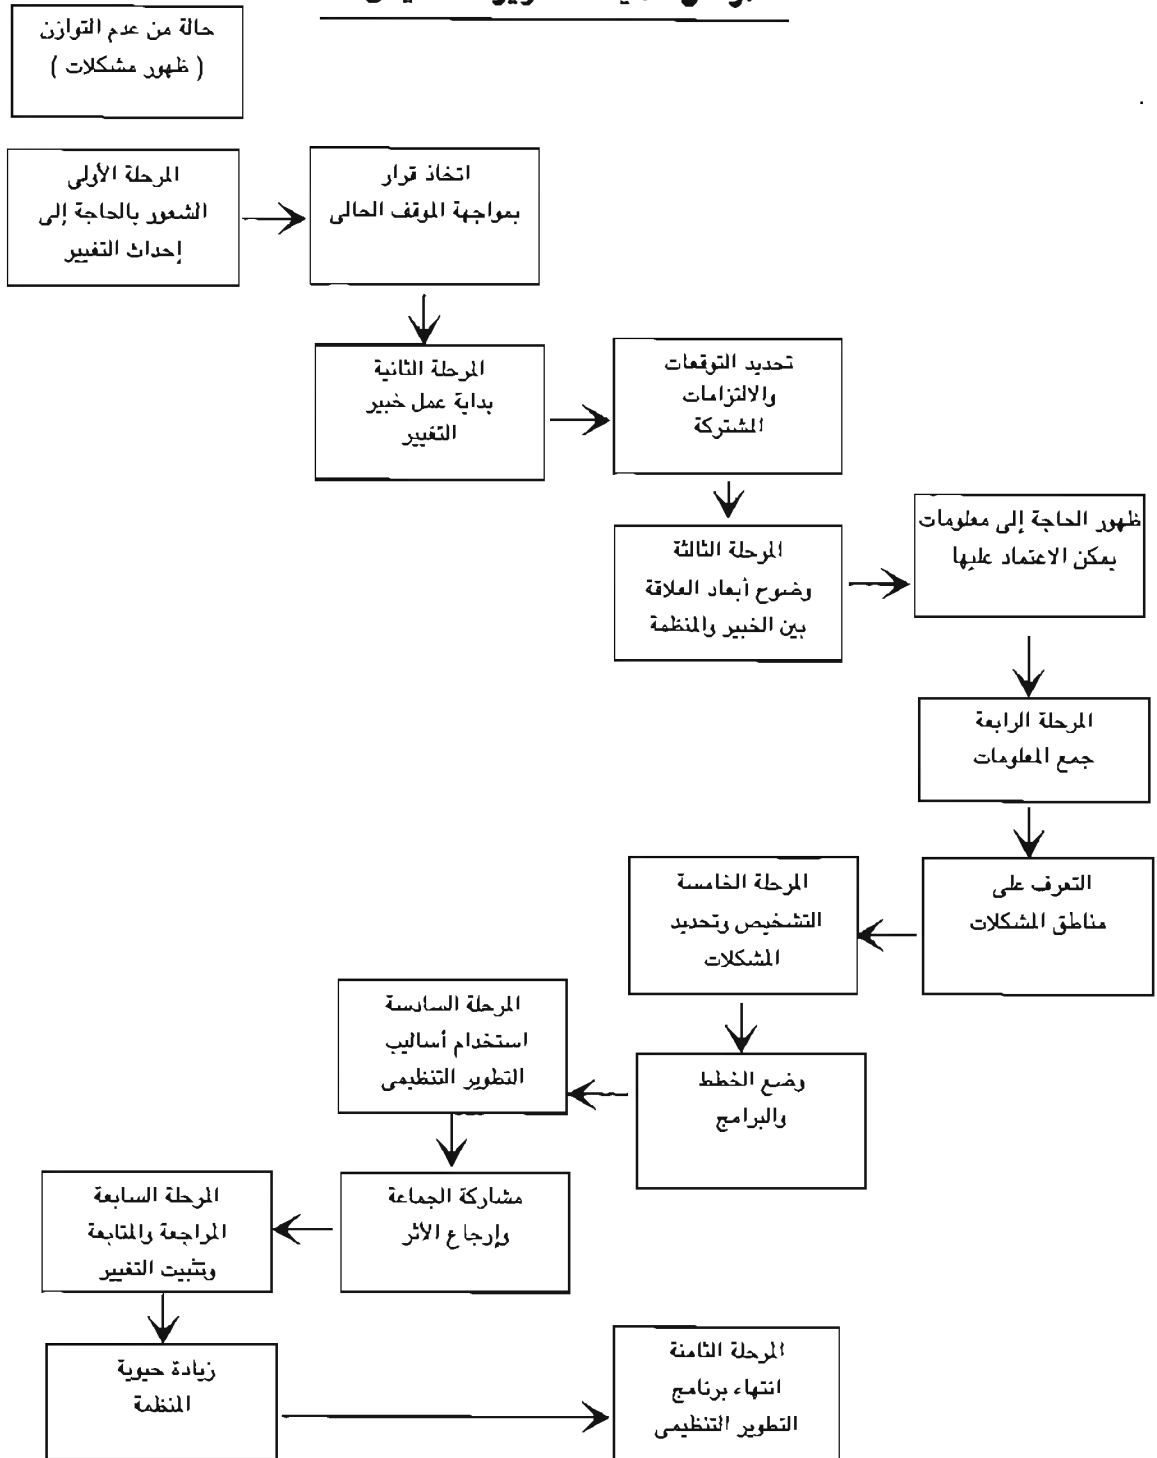 حالة من عدم التوازن
( ظهور مشكلات )
المرحلة الأولى
الشعور بالحاجة إلى
إحداث التغيير
اتخاذ قرار
بمواجهة الموقف الحالى
المرحلة الثانية
بداية عمل خبير
التغيير
تحديد التوقعات
والالتزامات
المشتركة
المرحلة الثالثة
وضوح أبعاد العلاقة
بين الخبير والمنظمة
ظهور الحاجة إلى معلومات
يمكن الاعتماد عليها
المرحلة الرابعة
جمع المعلومات
التعرف على
مناطق المشكلات
المرحلة الخامسة
التشخيص وتحديد
المشكلات
وضع الخطط
والبرامج
المرحلة السادسة
استخدام أساليب
التطوير التنظيمى
مشاركة الجماعة
وإرجاع الأثر
المرحلة السابعة
المراجعة والمتابعة
وتثبيت التغيير
زيادة حيوية
المنظمة
المرحلة الثامنة
انتهاء برنامج
التطوير التنظيمى